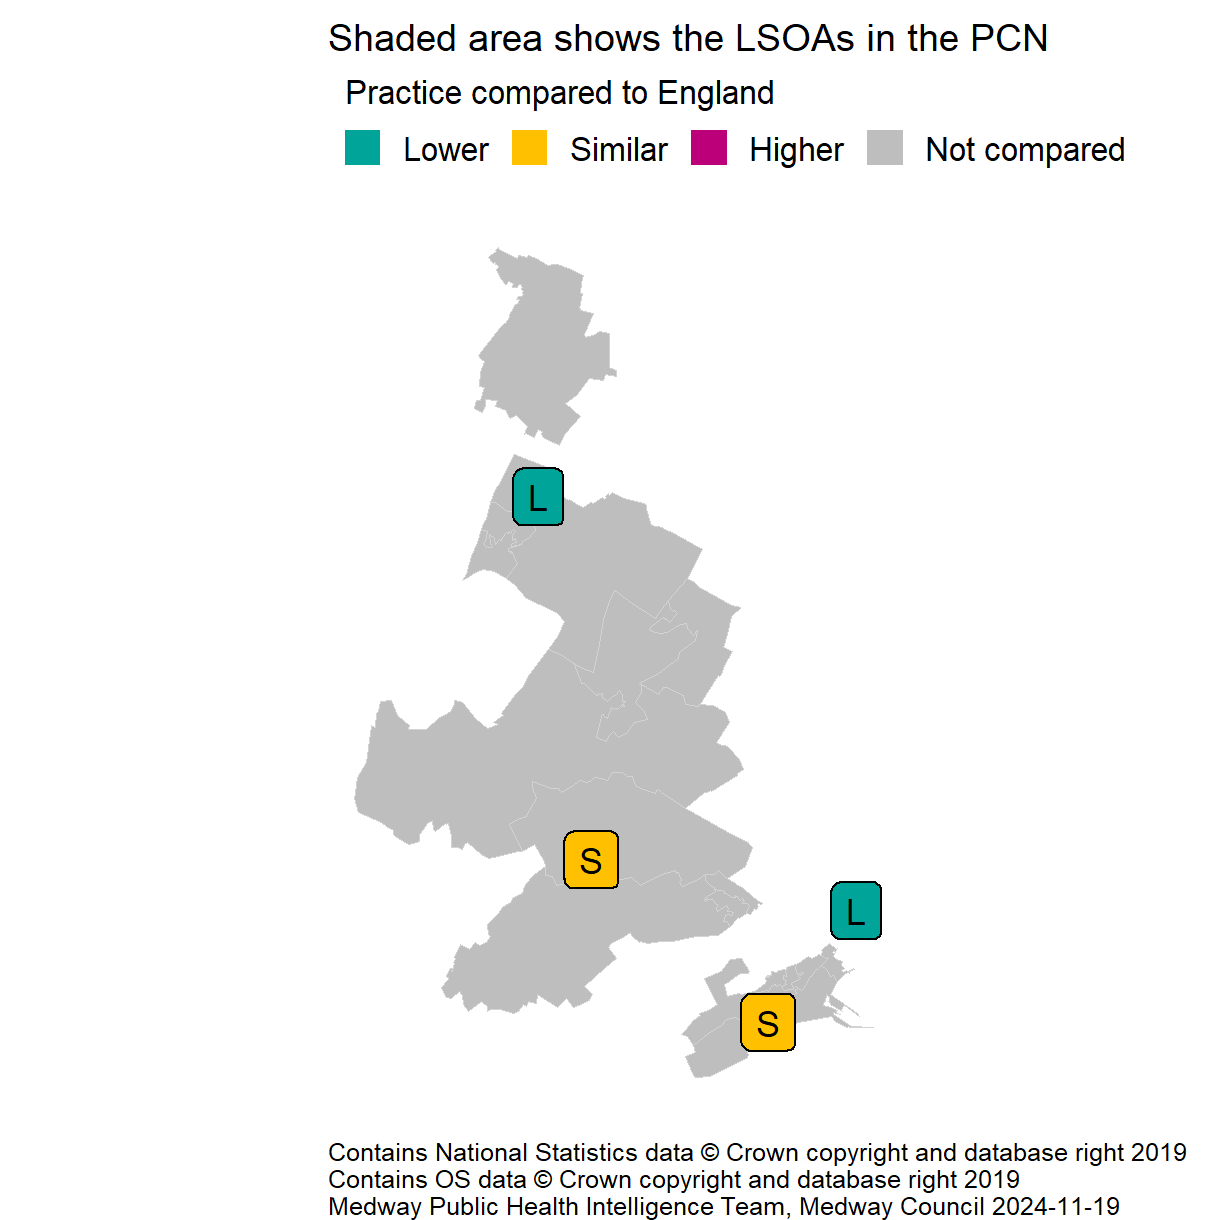 Shaded area shows the LSOAs in the PCN
Practice compared to England
Lower Similar Higher Not compared
L
S
L
S
Contains National Statistics data © Crown copyright and database right 2019
Contains OS data © Crown copyright and database right 2019
Medway Public Health Intelligence Team, Medway Council 2024-11-19